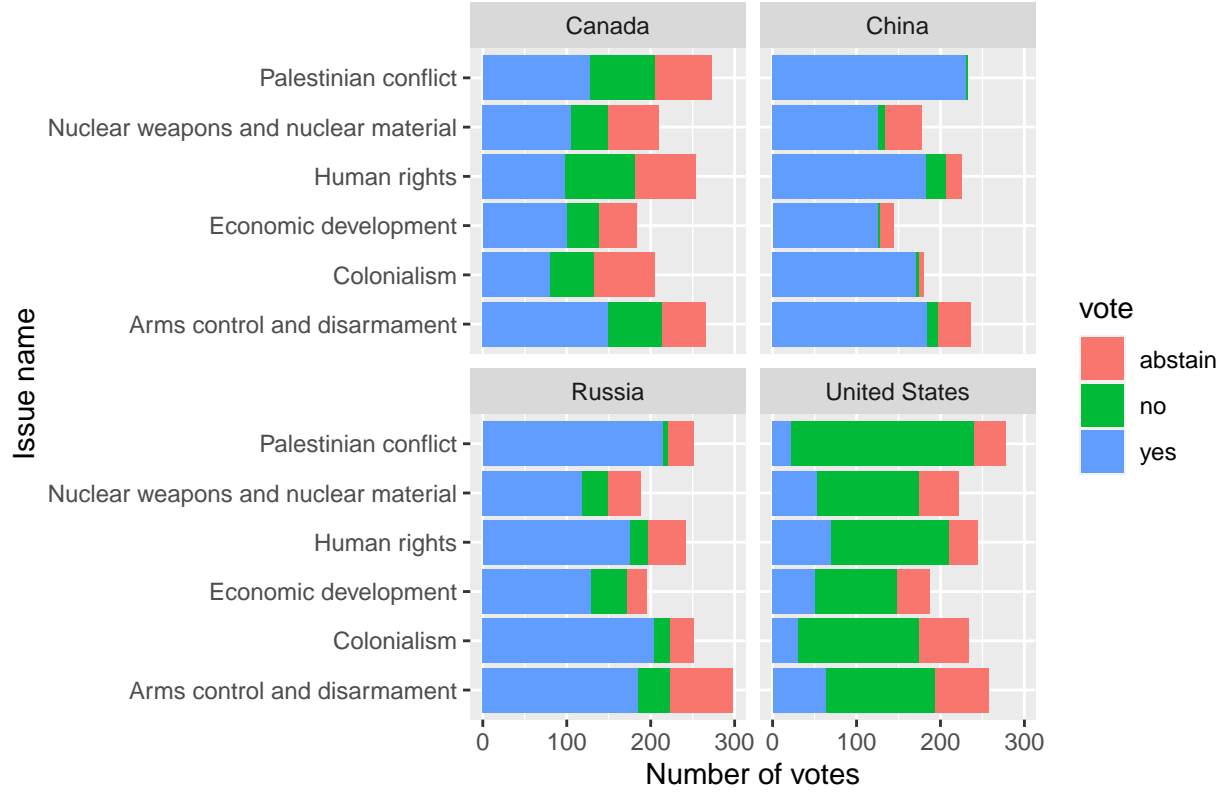 Canada
China
Palestinian conflict
Nuclear weapons and nuclear material
Human rights
Economic development
Colonialism
Arms control and disarmament
Russia
United States
Palestinian conflict
Nuclear weapons and nuclear material
Human rights
Economic development
Colonialism
Arms control and disarmament
0 100 200 300
0 100 200 300
Number of votes
Issue name
vote
abstain
no
yes